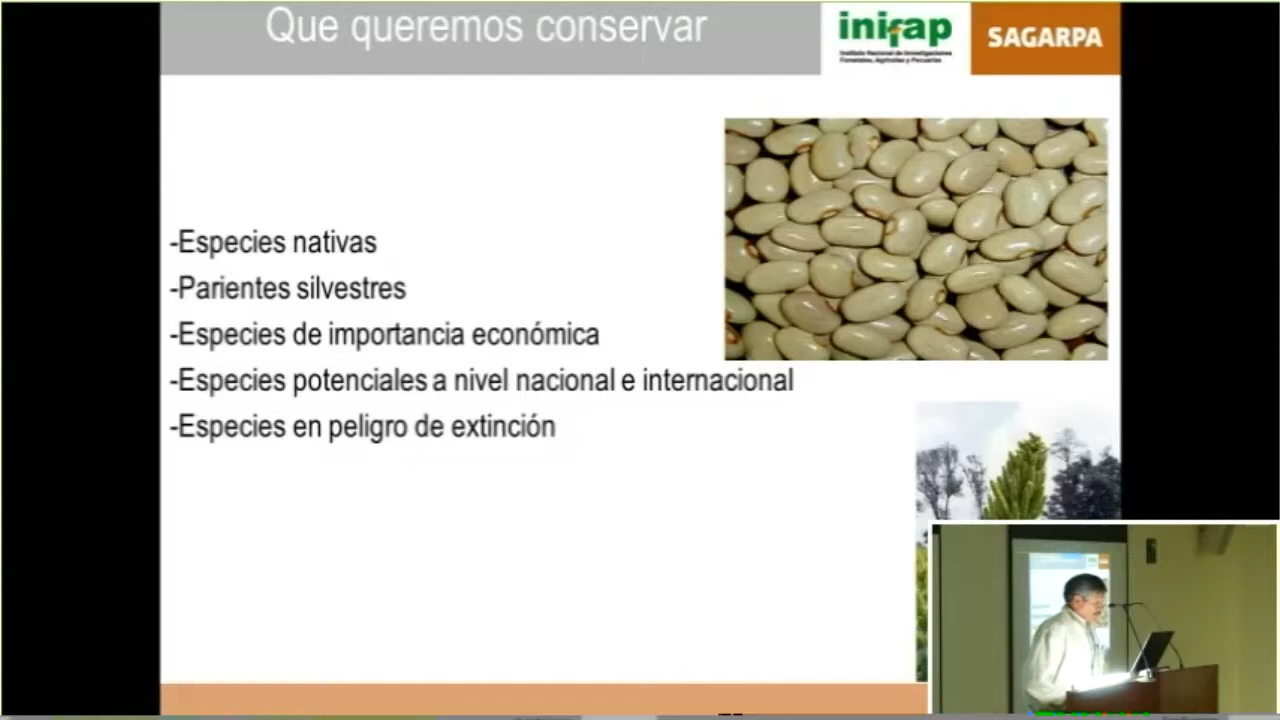 Que queremos conservar
inifap
Instituto Nacional de Investigaciones
Forestales, Agrícolas y Pecuarias
SAGARPA
-Especies nativas
-Parientes silvestres
-Especies de importancia económica
-Especies potenciales a nivel nacional e internacional
-Especies en peligro de extinción